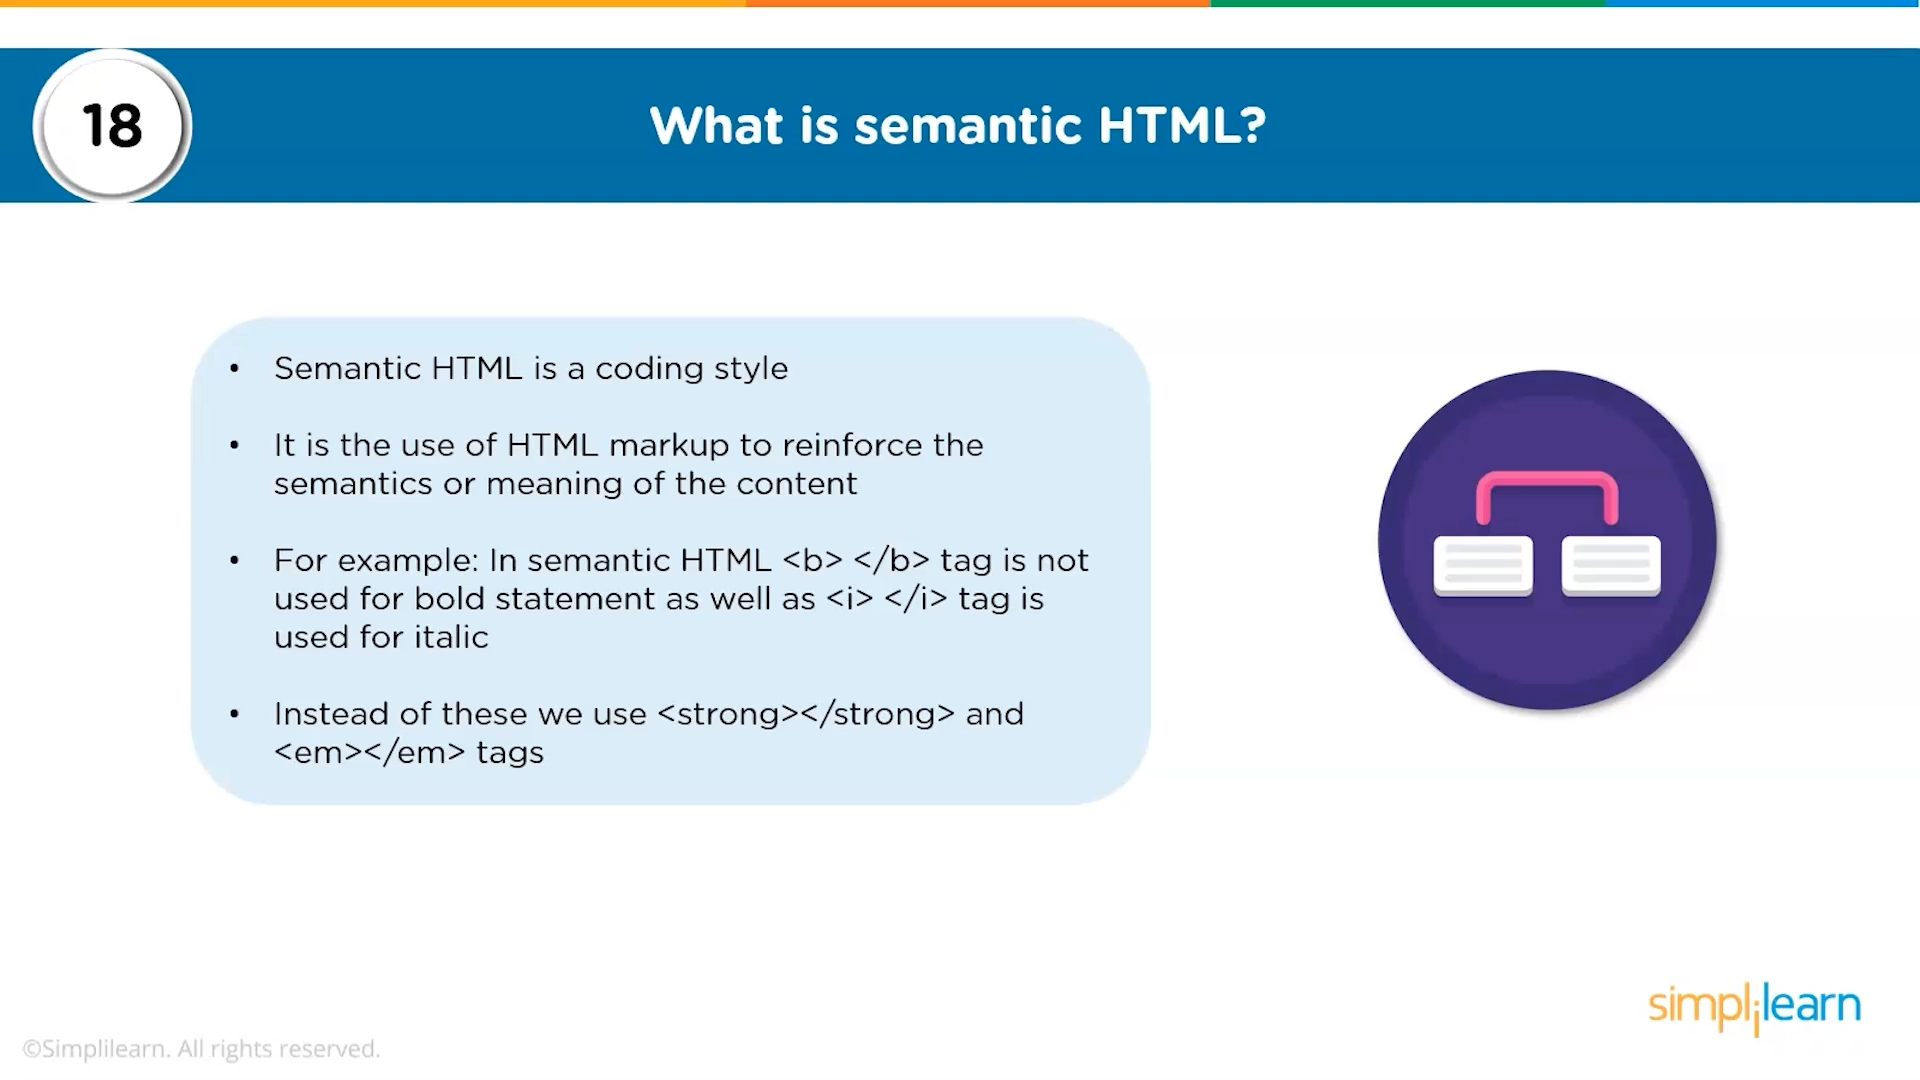 18
What is semantic HTML?
• Semantic HTML is a coding style
• It is the use of HTML markup to reinforce the
semantics or meaning of the content
• For example: In semantic HTML <b> </b> tag is not
used for bold statement as well as <i> </i> tag is
used for italic
• Instead of these we use <strong></strong> and
<em></em> tags
simplilearn
©Simplilearn. All rights reserved.